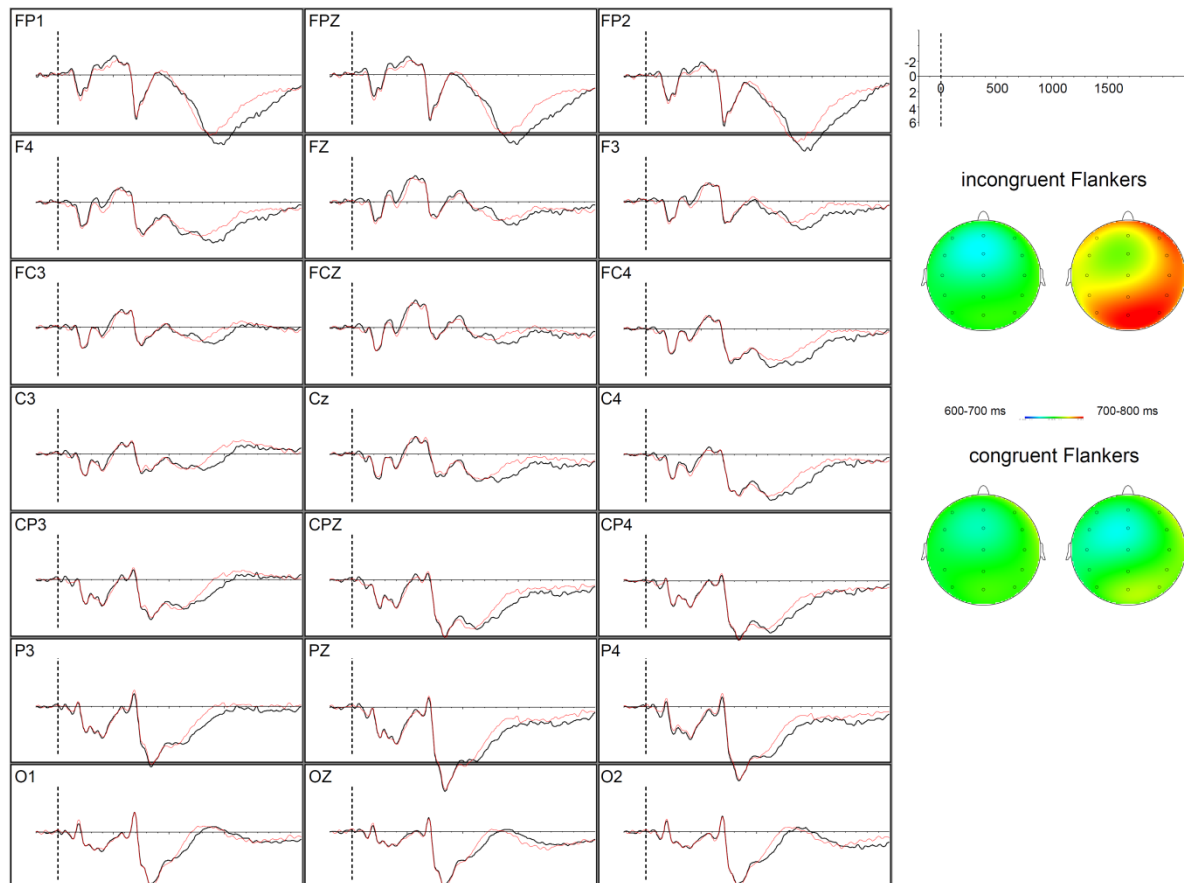 FP1 FPZ FP2
F4 FZ F3
FC3 FCZ FC4
C3 Cz C4
CP3 CPZ CP4
P3 PZ P4
O1 OZ O2
-2
0
2
4
6
0 500 1000 1500
incongruent Flankers
600-700 ms 700-800 ms
congruent Flankers